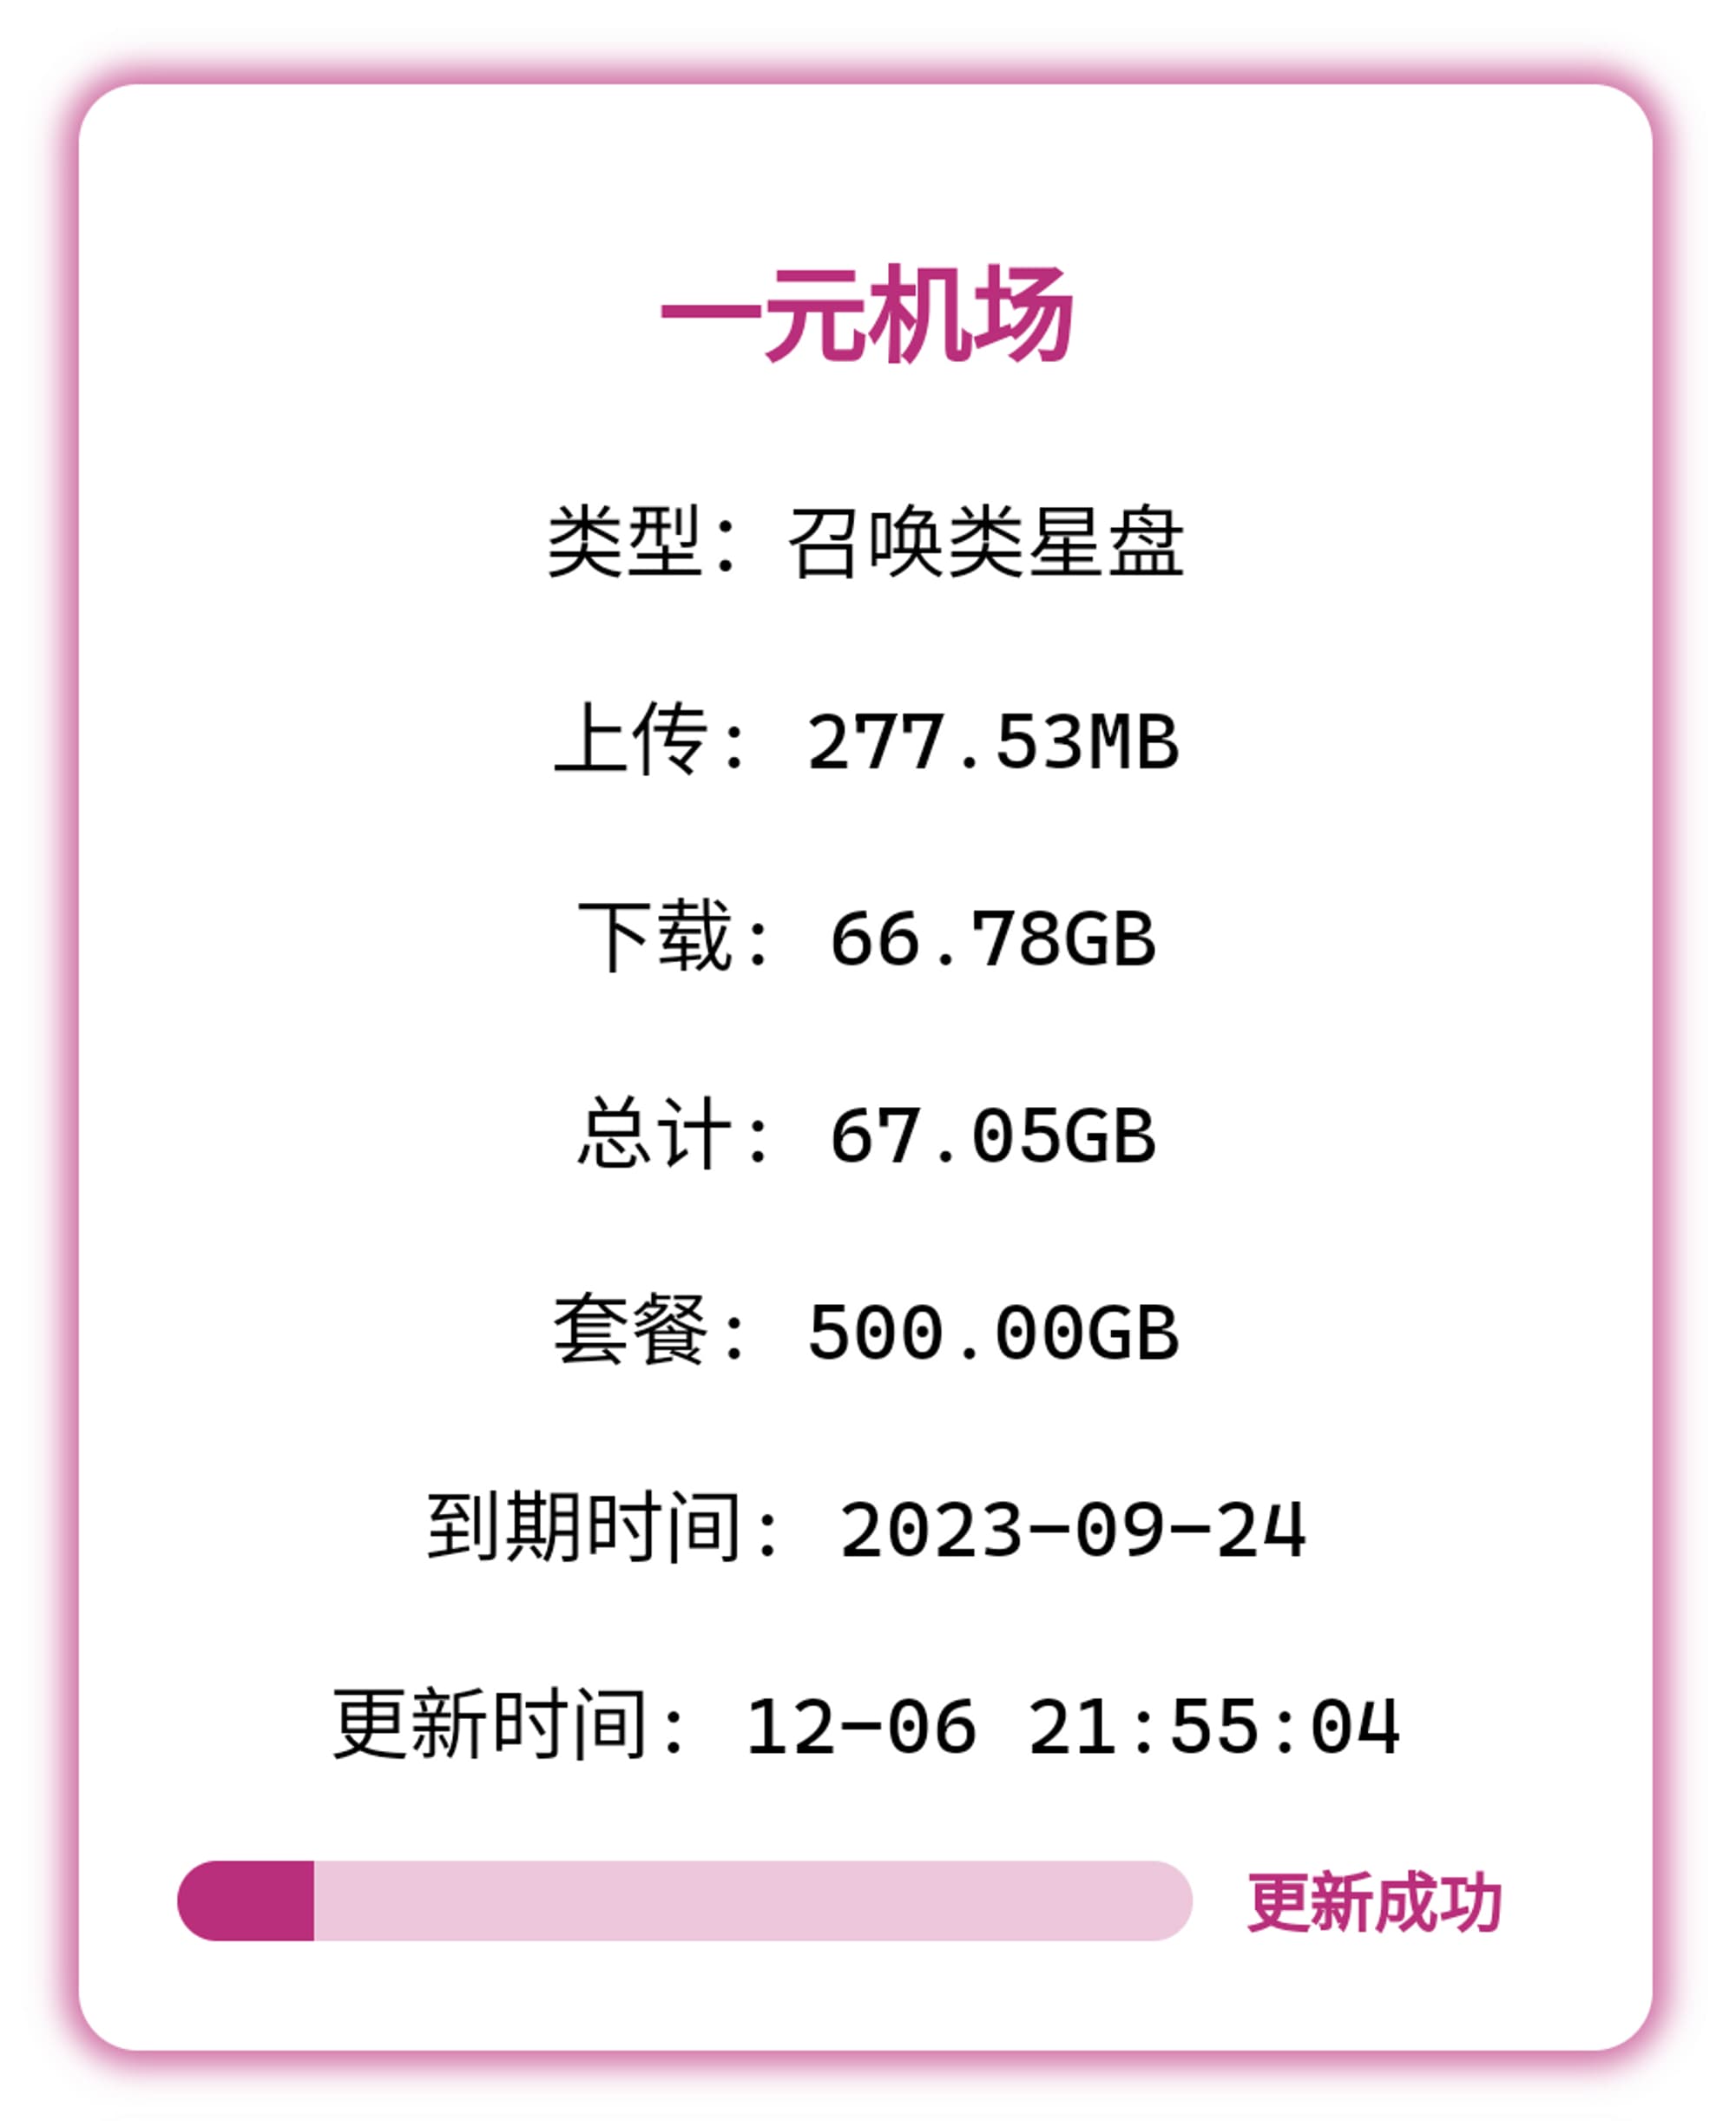 一元机场
类型：召唤类星盘
上传: 277.53MB
下载: 66.78GB
总计: 67.05GB
套餐: 500.00GB
到期时间: 2023-09-24
更新时间: 12-06 21:55:04
更新成功